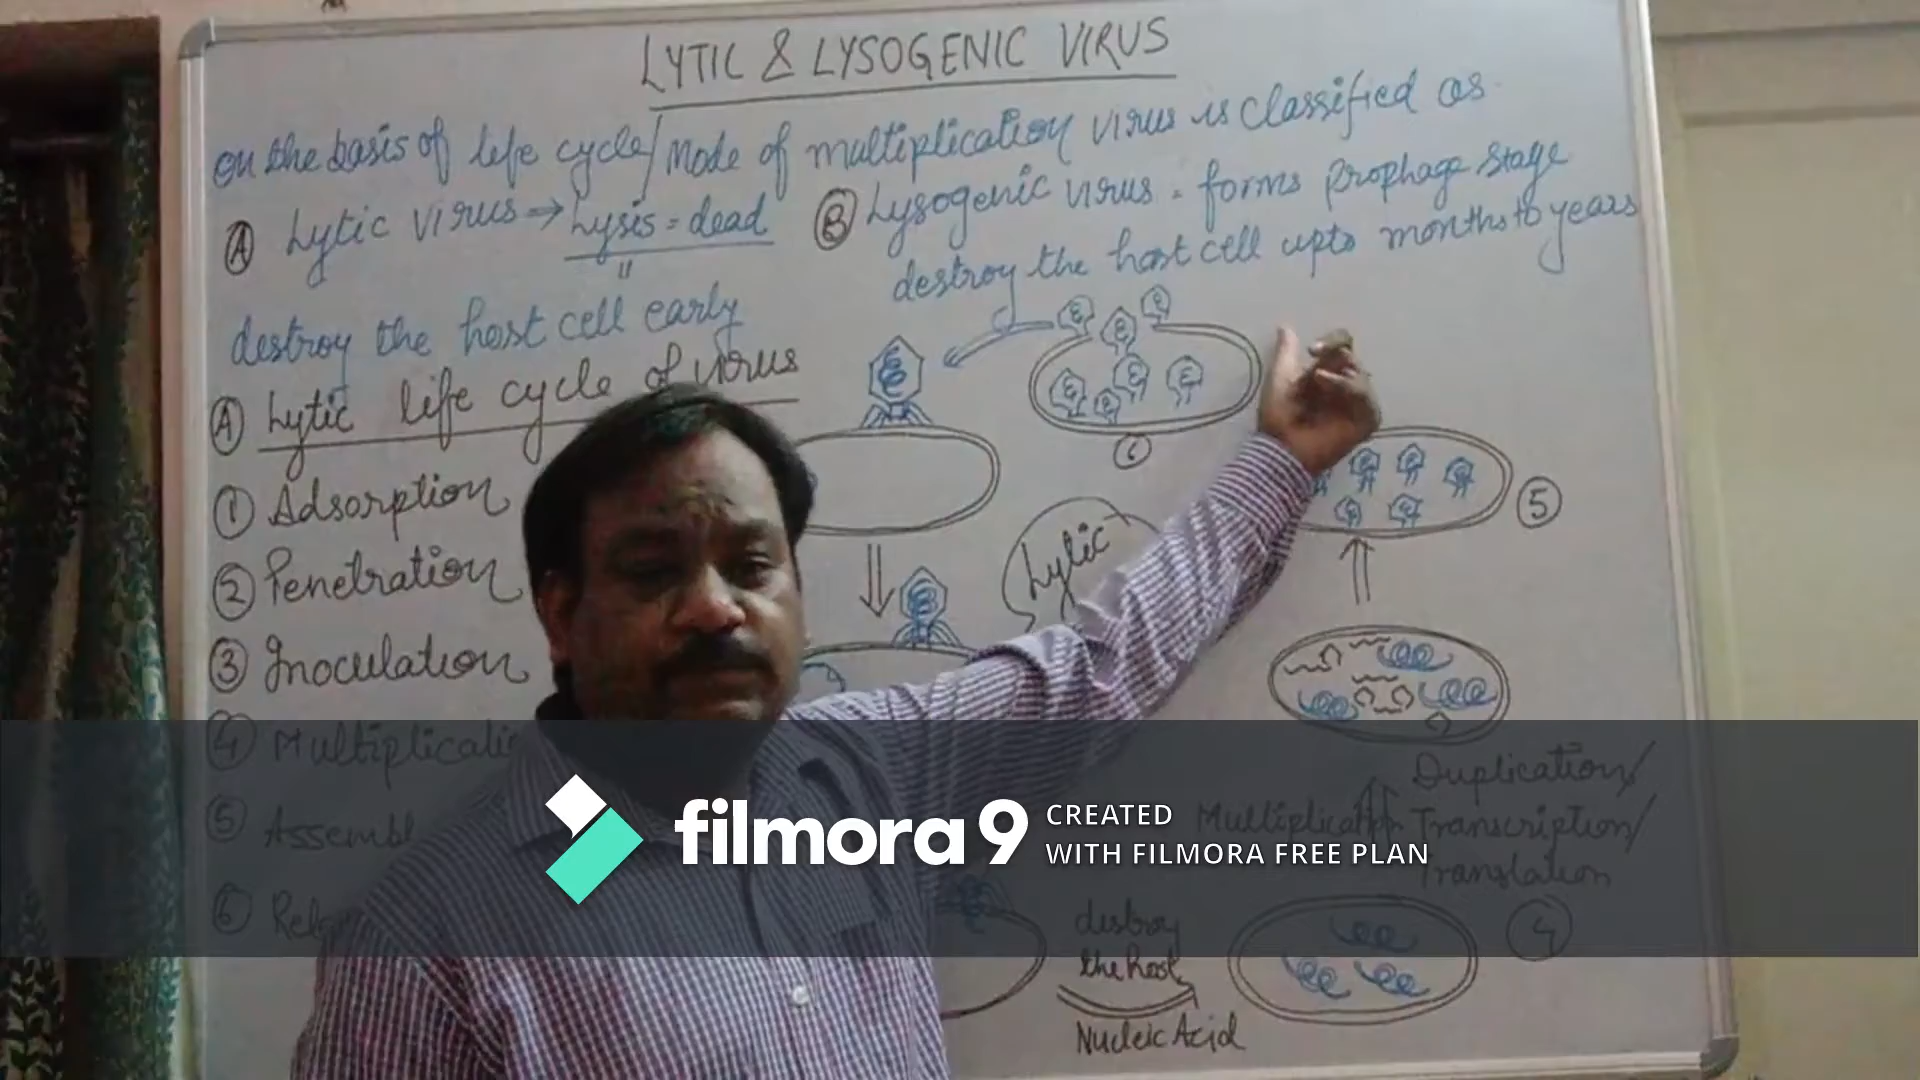 LYTIC & LYSOGENIC VIRUS
on the basis of life cycle/Mode of multiplication virus is classified as
(A) Lytic virus → Lysis = dead
"
destroy the host cell early
(B) Lysogenic virus = forms prophage stage
destroy the host cell upto months to years
(A) Lytic life cycle of virus
(1) Adsorption
(2) Penetration
(3) Inoculation
(4) Multiplicatio
(5) Assembl
(6) Rel
6
5
Lytic
Duplication/
Multiplication Transcription/
Translation
4
destroy
the host
Nucleic Acid
filmora 9 CREATED
WITH FILMORA FREE PLAN